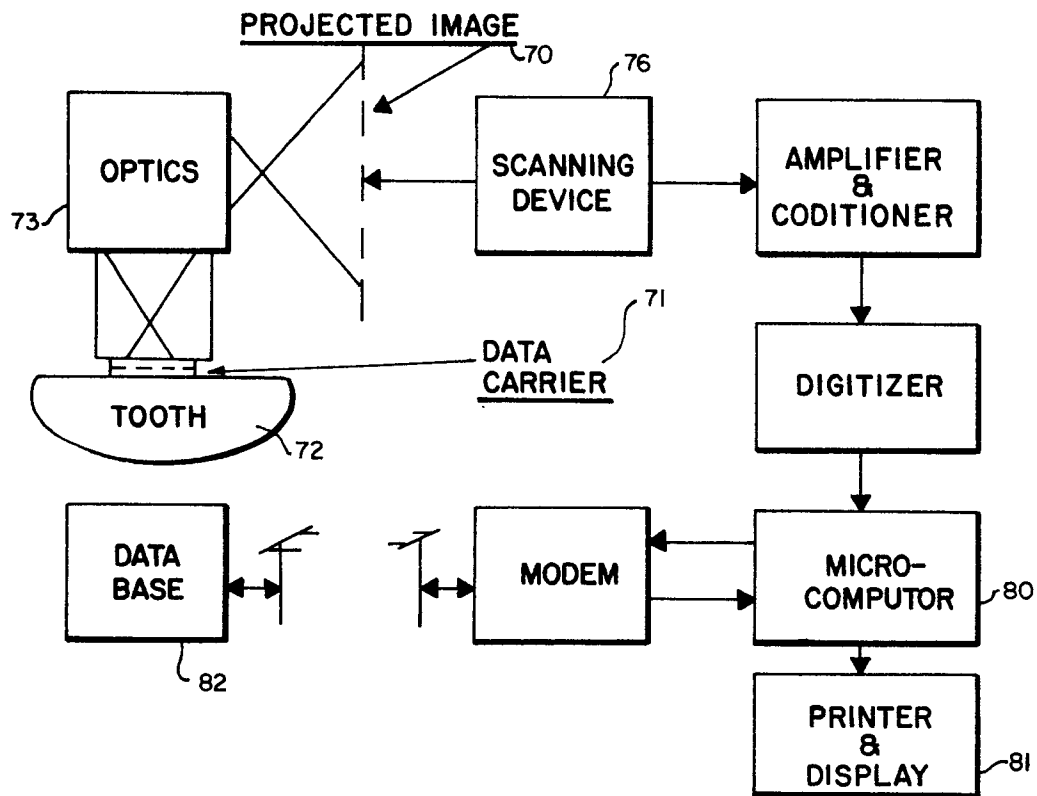 PROJECTED IMAGE
70
76
OPTICS
73
SCANNING
DEVICE
AMPLIFIER
&
CODITIONER
71
DATA
CARRIER
DIGITIZER
TOOTH
72
DATA
BASE
82
MODEM
MICRO-
COMPUTOR
80
PRINTER
&
DISPLAY
81